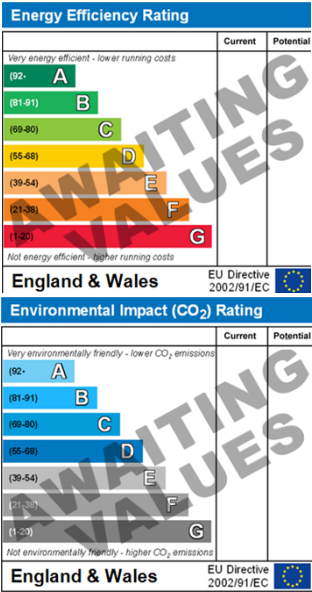 Energy Efficiency Rating
Current Potential
Very energy efficient - lower running costs
(92- A
(81-91) B
(69-80) C
(55-68) D
(39-54) E
(21-38) F
(1-20) G
Not energy efficient - higher running costs
AWAITING
VALUES
England & Wales
EU Directive
2002/91/EC
Environmental Impact (CO₂) Rating
Current Potential
Very environmentally friendly - lower CO₂ emissions
(92- A
(81-91) B
(69-80) C
(55-68) D
(39-54) E
(21-38) F
(1-20) G
Not environmentally friendly - higher CO₂ emissions
AWAITING
VALUES
England & Wales
EU Directive
2002/91/EC